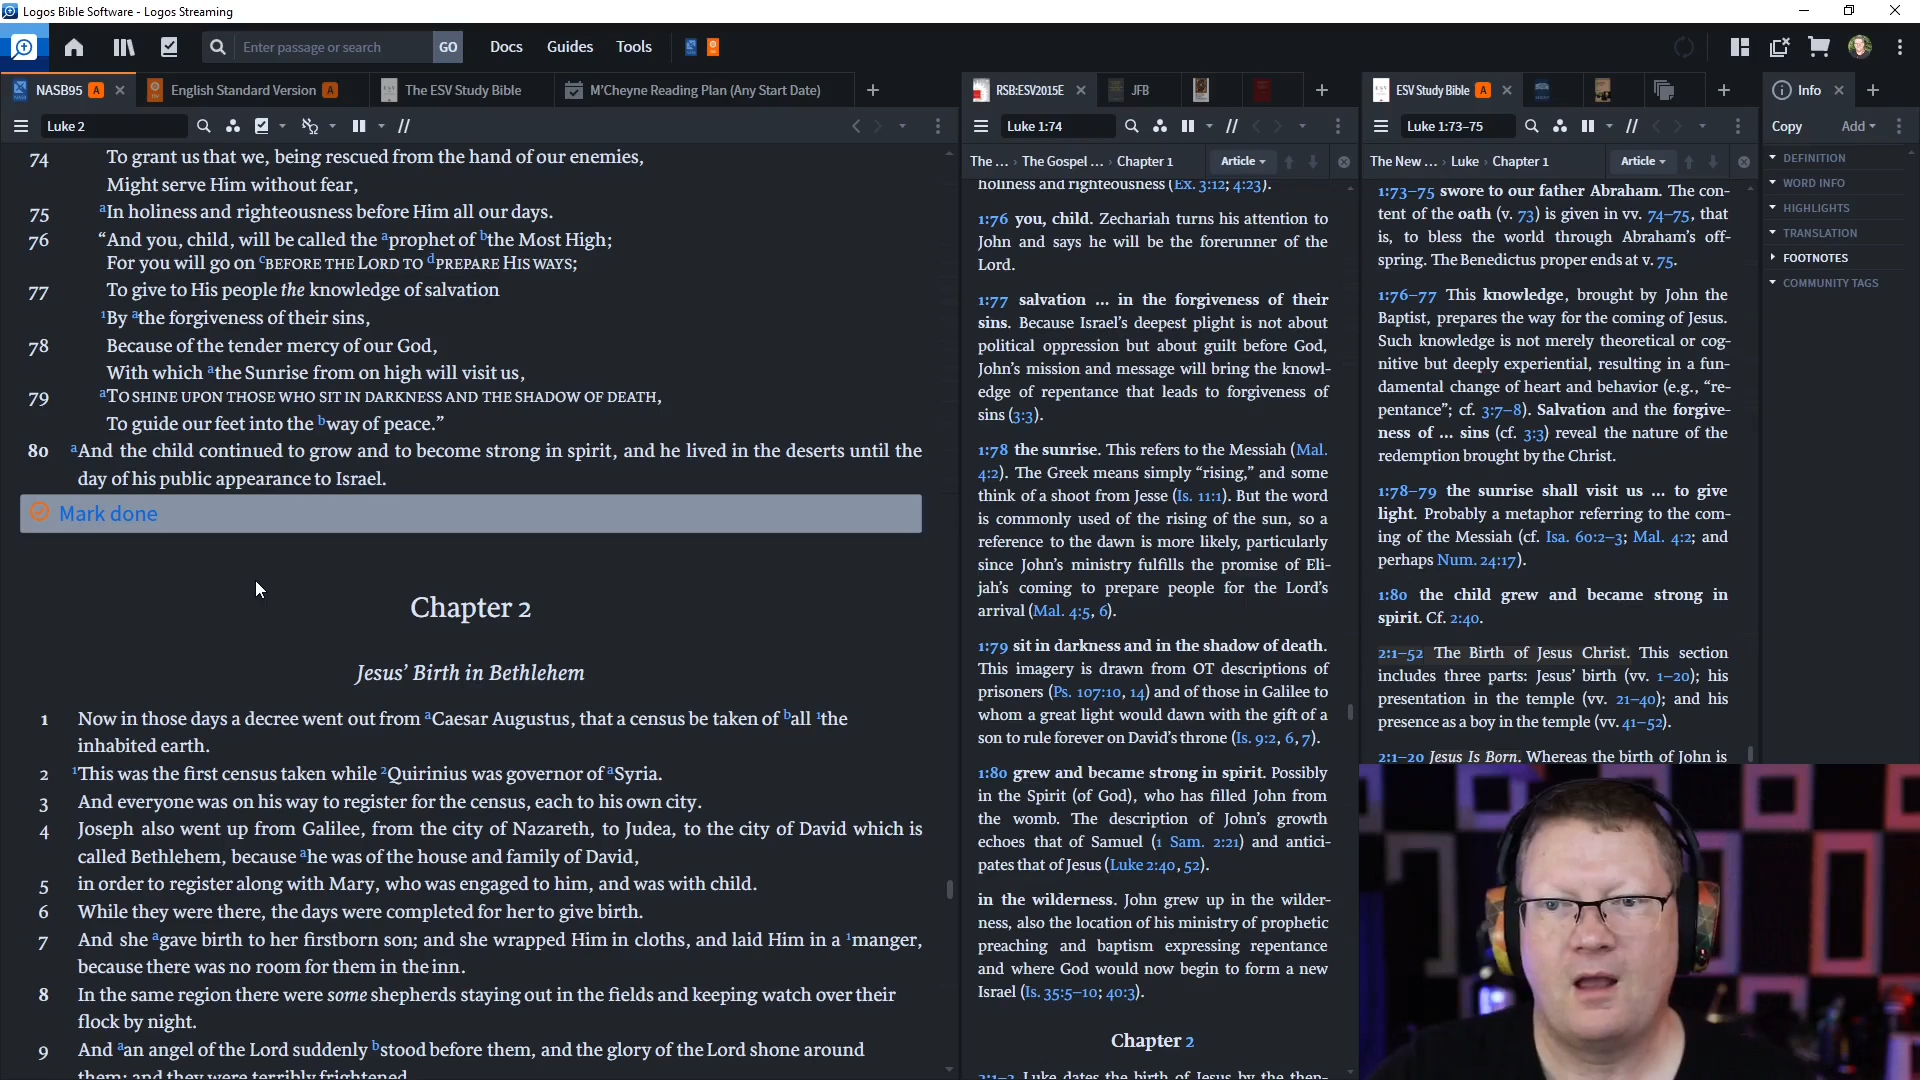 Logos Bible Software - Logos Streaming
Enter passage or search
GO
Docs
Guides
Tools
NASB95 A
English Standard Version A
The ESV Study Bible
M'Cheyne Reading Plan (Any Start Date)
RSB:ESV2015E
JFB
ESV Study Bible A
Info
Luke 2
Luke 1:74
Luke 1:73–75
Copy
Add
74 To grant us that we, being rescued from the hand of our enemies,
Might serve Him without fear,
75 aIn holiness and righteousness before Him all our days.
76 “And you, child, will be called the aprophet of bthe Most High;
For you will go on cBEFORE THE LORD TO dPREPARE HIS WAYS;
77 To give to His people the knowledge of salvation
1By athe forgiveness of their sins,
78 Because of the tender mercy of our God,
With which athe Sunrise from on high will visit us,
79 aTO SHINE UPON THOSE WHO SIT IN DARKNESS AND THE SHADOW OF DEATH,
To guide our feet into the bway of peace.”
80 aAnd the child continued to grow and to become strong in spirit, and he lived in the deserts until the
day of his public appearance to Israel.
Mark done
Chapter 2
Jesus’ Birth in Bethlehem
1 Now in those days a decree went out from aCaesar Augustus, that a census be taken of ball 1the
inhabited earth.
2 1This was the first census taken while 2Quirinius was governor of aSyria.
3 And everyone was on his way to register for the census, each to his own city.
4 Joseph also went up from Galilee, from the city of Nazareth, to Judea, to the city of David which is
called Bethlehem, because ahe was of the house and family of David,
5 in order to register along with Mary, who was engaged to him, and was with child.
6 While they were there, the days were completed for her to give birth.
7 And she agave birth to her firstborn son; and she wrapped Him in cloths, and laid Him in a 1manger,
because there was no room for them in the inn.
8 In the same region there were some shepherds staying out in the fields and keeping watch over their
flock by night.
9 And aan angel of the Lord suddenly bstood before them, and the glory of the Lord shone around
them; and they were terribly frightened
The ... › The Gospel ... › Chapter 1
Article
holiness and righteousness (Ex. 3:12; 4:23).
1:76 you, child. Zechariah turns his attention to
John and says he will be the forerunner of the
Lord.
1:77 salvation ... in the forgiveness of their
sins. Because Israel’s deepest plight is not about
political oppression but about guilt before God,
John’s mission and message will bring the knowl-
edge of repentance that leads to forgiveness of
sins (3:3).
1:78 the sunrise. This refers to the Messiah (Mal.
4:2). The Greek means simply “rising,” and some
think of a shoot from Jesse (Is. 11:1). But the word
is commonly used of the rising of the sun, so a
reference to the dawn is more likely, particularly
since John’s ministry fulfills the promise of Eli-
jah’s coming to prepare people for the Lord’s
arrival (Mal. 4:5, 6).
1:79 sit in darkness and in the shadow of death.
This imagery is drawn from OT descriptions of
prisoners (Ps. 107:10, 14) and of those in Galilee to
whom a great light would dawn with the gift of a
son to rule forever on David’s throne (Is. 9:2, 6, 7).
1:80 grew and became strong in spirit. Possibly
in the Spirit (of God), who has filled John from
the womb. The description of John’s growth
echoes that of Samuel (1 Sam. 2:21) and antici-
pates that of Jesus (Luke 2:40, 52).
in the wilderness. John grew up in the wilder-
ness, also the location of his ministry of prophetic
preaching and baptism expressing repentance
and where God would now begin to form a new
Israel (Is. 35:5–10; 40:3).
Chapter 2
2:1–3 Luke dates the birth of Jesus by the then-
The New ... › Luke › Chapter 1
Article
1:73–75 swore to our father Abraham. The con-
tent of the oath (v. 73) is given in vv. 74–75, that
is, to bless the world through Abraham’s off-
spring. The Benedictus proper ends at v. 75.
1:76–77 This knowledge, brought by John the
Baptist, prepares the way for the coming of Jesus.
Such knowledge is not merely theoretical or cog-
nitive but deeply experiential, resulting in a fun-
damental change of heart and behavior (e.g., “re-
pentance”; cf. 3:7–8). Salvation and the forgive-
ness of ... sins (cf. 3:3) reveal the nature of the
redemption brought by the Christ.
1:78–79 the sunrise shall visit us ... to give
light. Probably a metaphor referring to the com-
ing of the Messiah (cf. Isa. 60:2–3; Mal. 4:2; and
perhaps Num. 24:17).
1:80 the child grew and became strong in
spirit. Cf. 2:40.
2:1–52 The Birth of Jesus Christ. This section
includes three parts: Jesus’ birth (vv. 1–20); his
presentation in the temple (vv. 21–40); and his
presence as a boy in the temple (vv. 41–52).
2:1–20 Jesus Is Born. Whereas the birth of John is
DEFINITION
WORD INFO
HIGHLIGHTS
TRANSLATION
FOOTNOTES
COMMUNITY TAGS